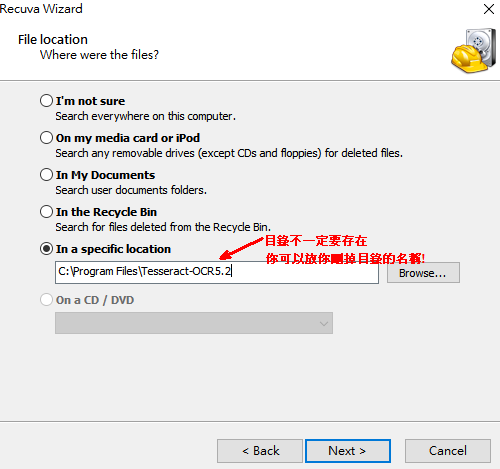 Recuva Wizard
File location
Where were the files?
I'm not sure
Search everywhere on this computer.
On my media card or iPod
Search any removable drives (except CDs and floppies) for deleted files.
In My Documents
Search user documents folders.
In the Recycle Bin
Search for files deleted from the Recycle Bin.
In a specific location
目錄不一定要存在
你可以放你刪掉目錄的名稱!
C:\Program Files\Tesseract-OCR5.2
Browse...
On a CD / DVD
< Back
Next >
Cancel